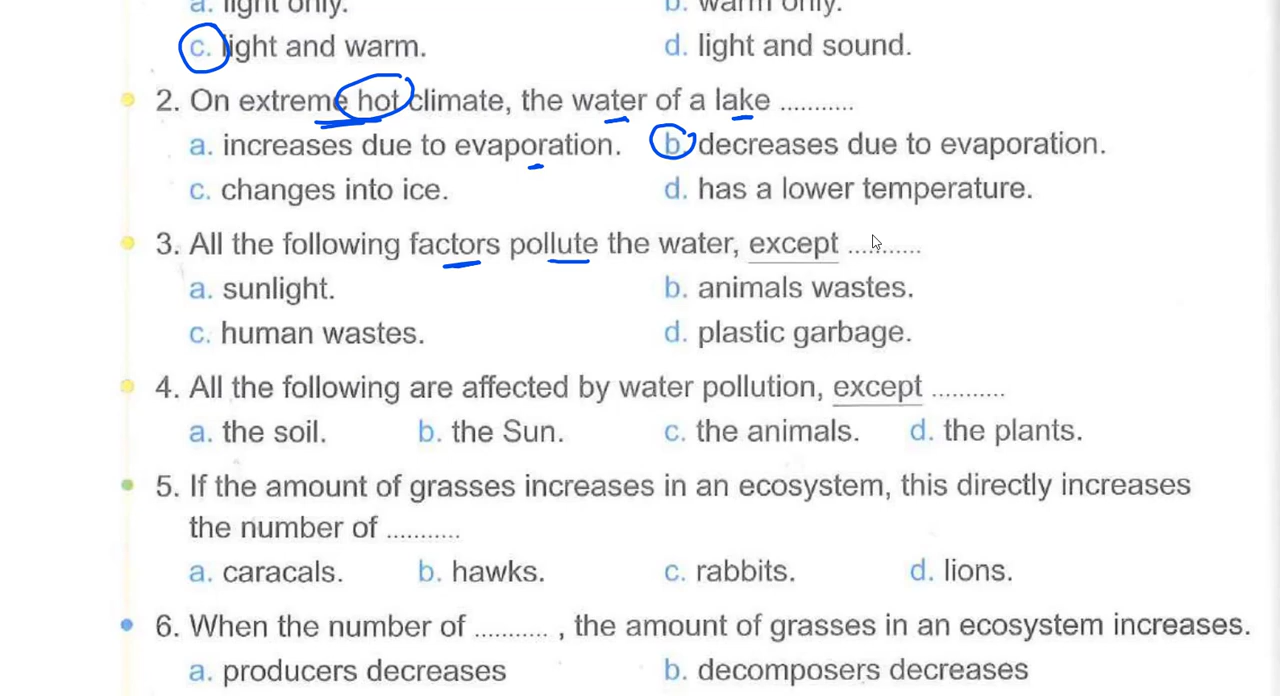 a. light only. b. warm only.
c. light and warm. d. light and sound.
2. On extreme hot climate, the water of a lake ...........
a. increases due to evaporation. b. decreases due to evaporation.
c. changes into ice. d. has a lower temperature.
3. All the following factors pollute the water, except ...........
a. sunlight. b. animals wastes.
c. human wastes. d. plastic garbage.
4. All the following are affected by water pollution, except ...........
a. the soil. b. the Sun. c. the animals. d. the plants.
5. If the amount of grasses increases in an ecosystem, this directly increases
the number of ...........
a. caracals. b. hawks. c. rabbits. d. lions.
6. When the number of ........... , the amount of grasses in an ecosystem increases.
a. producers decreases b. decomposers decreases